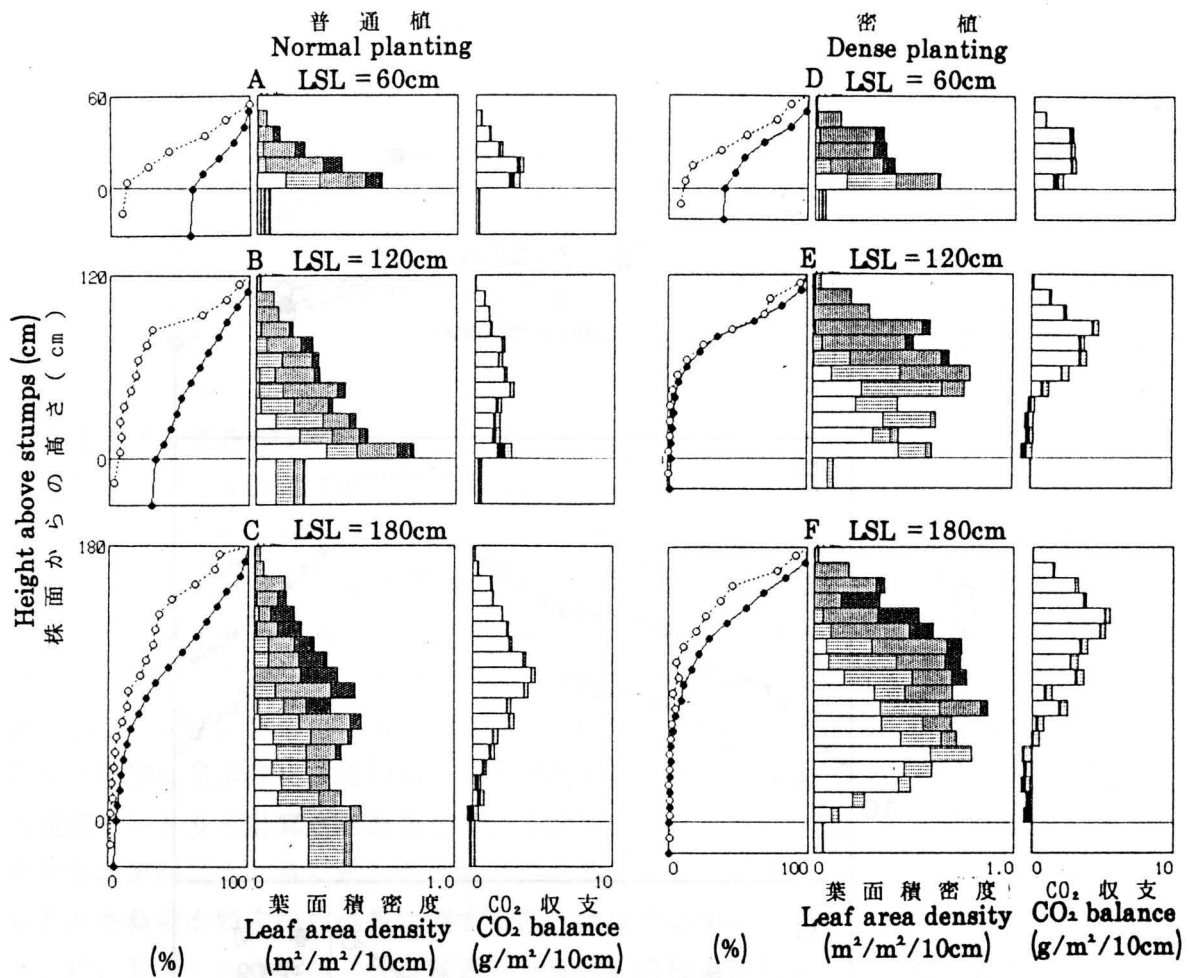 普通植
Normal planting
密植
Dense planting
A LSL = 60cm
D LSL = 60cm
60
0
B LSL = 120cm
E LSL = 120cm
120
0
C LSL = 180cm
F LSL = 180cm
180
0
Height above stumps (cm)
株面からの高さ(cm)
0 100 0 1.0 0 10
0 100 0 1.0 0 10
葉面積密度
Leaf area density
(m²/m²/10cm)
CO₂ 収支
CO₂ balance
(g/m²/10cm)
(%)
葉面積密度
Leaf area density
(m²/m²/10cm)
CO₂ 収支
CO₂ balance
(g/m²/10cm)
(%)